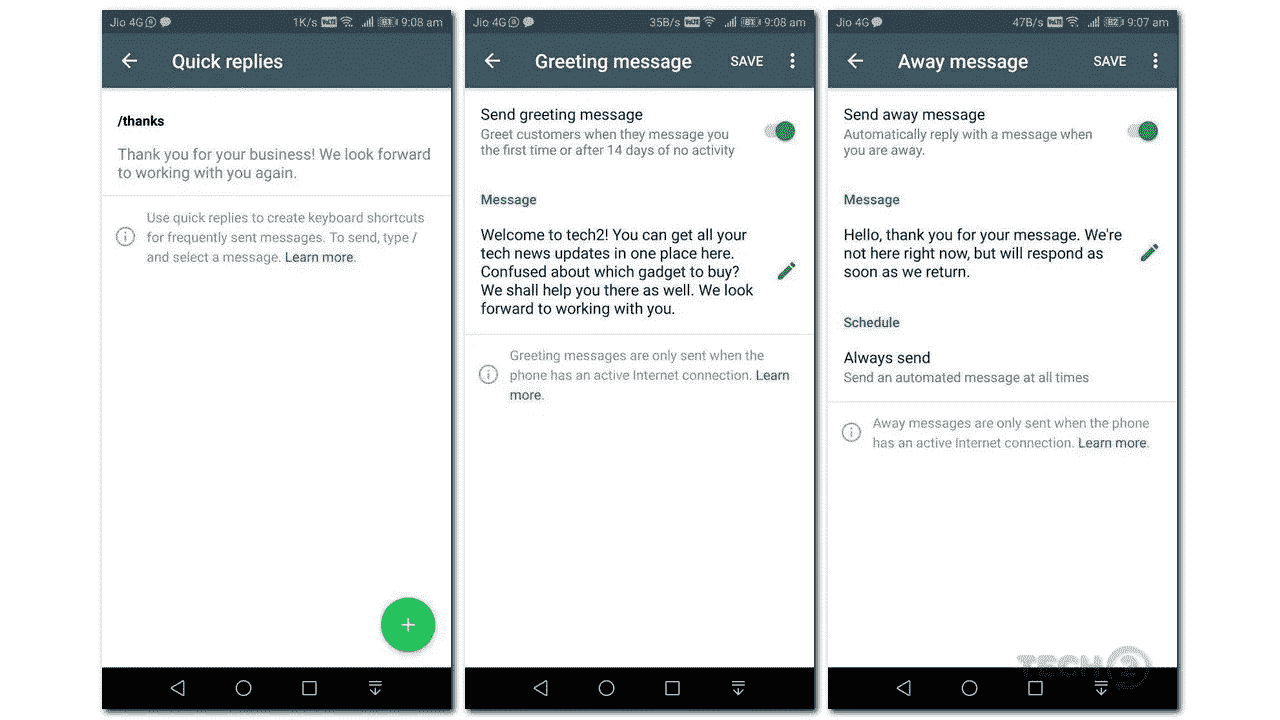 Jio 4G 1K/s VoLTE 9:08 am
Quick replies
/thanks
Thank you for your business! We look forward
to working with you again.
Use quick replies to create keyboard shortcuts
for frequently sent messages. To send, type /
and select a message. Learn more.
Jio 4G 35B/s VoLTE 9:08 am
Greeting message SAVE
Send greeting message
Greet customers when they message you
the first time or after 14 days of no activity
Message
Welcome to tech2! You can get all your
tech news updates in one place here.
Confused about which gadget to buy?
We shall help you there as well. We look
forward to working with you.
Greeting messages are only sent when the
phone has an active Internet connection. Learn
more.
Jio 4G 47B/s VoLTE 82 9:07 am
Away message SAVE
Send away message
Automatically reply with a message when
you are away.
Message
Hello, thank you for your message. We're
not here right now, but will respond as
soon as we return.
Schedule
Always send
Send an automated message at all times
Away messages are only sent when the phone
has an active Internet connection. Learn more.
TECH2